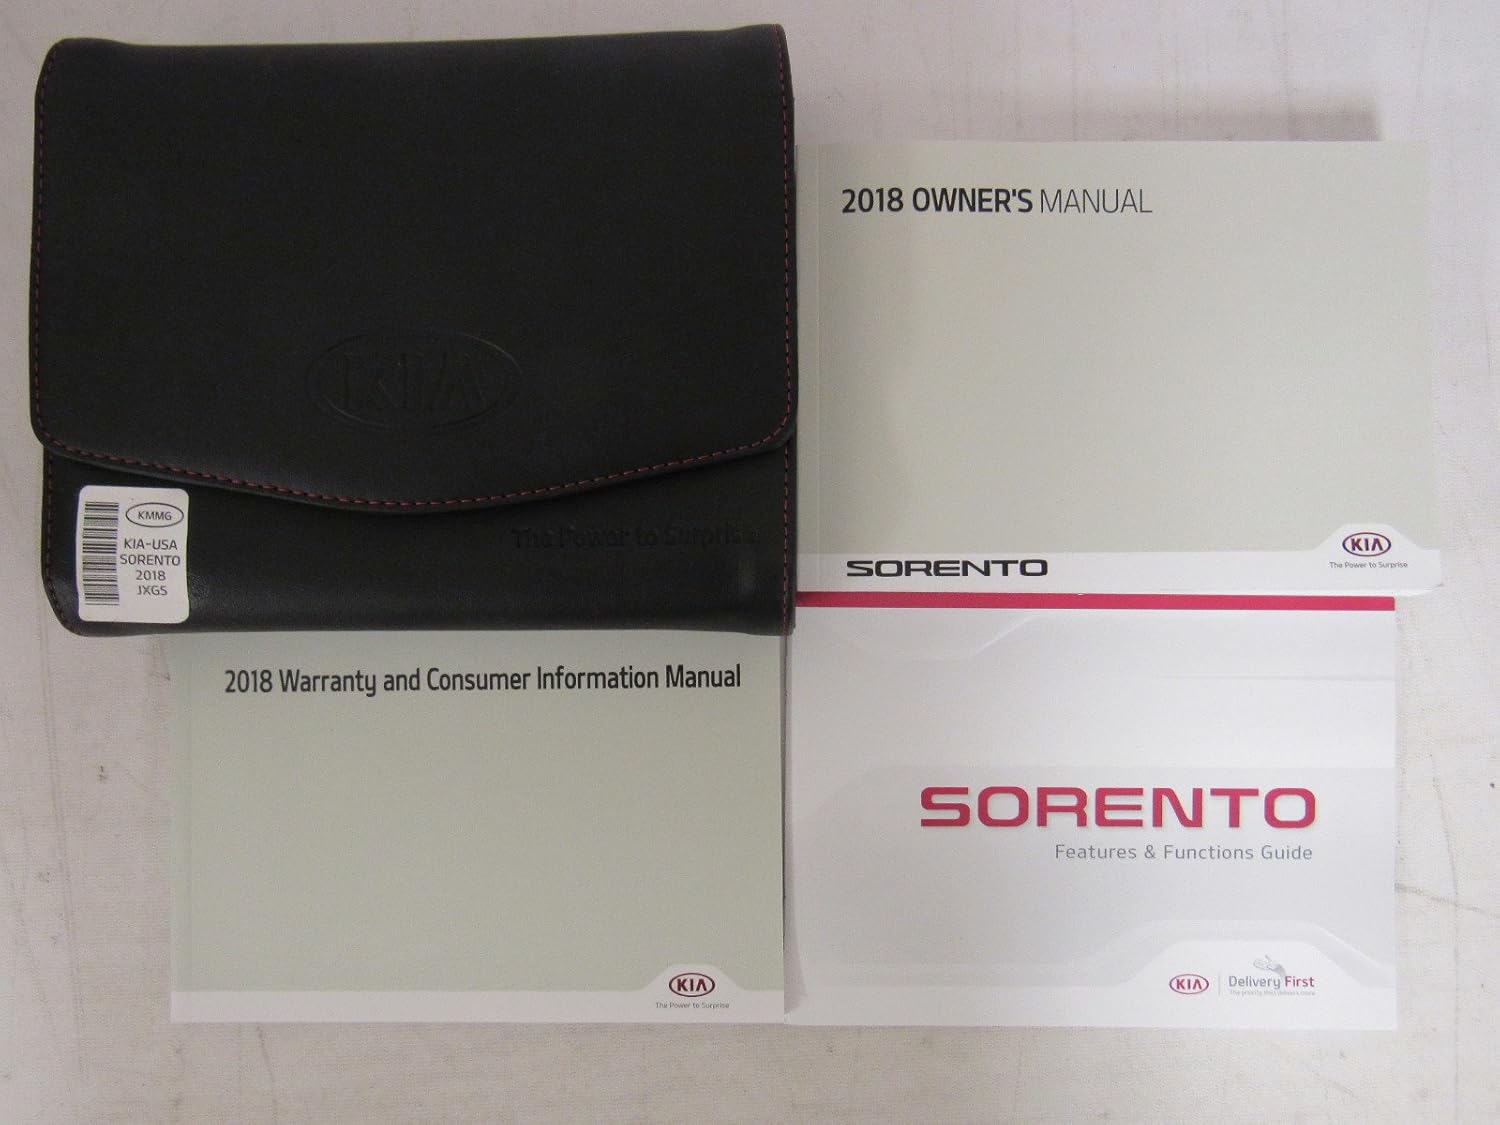 KIA
The Power to Surprise
KMMG
KIA-USA
SORENTO
2018
JXGS
2018 OWNER'S MANUAL
SORENTO
KIA
The Power to Surprise
2018 Warranty and Consumer Information Manual
KIA
The Power to Surprise
SORENTO
Features & Functions Guide
KIA
Delivery First